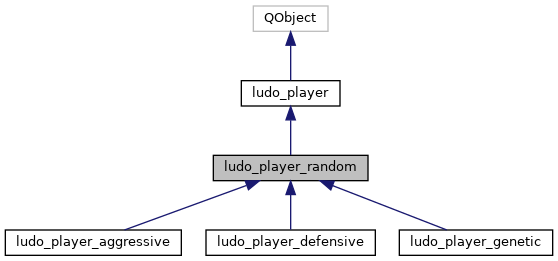 QObject
ludo_player
ludo_player_random
ludo_player_aggressive
ludo_player_defensive
ludo_player_genetic